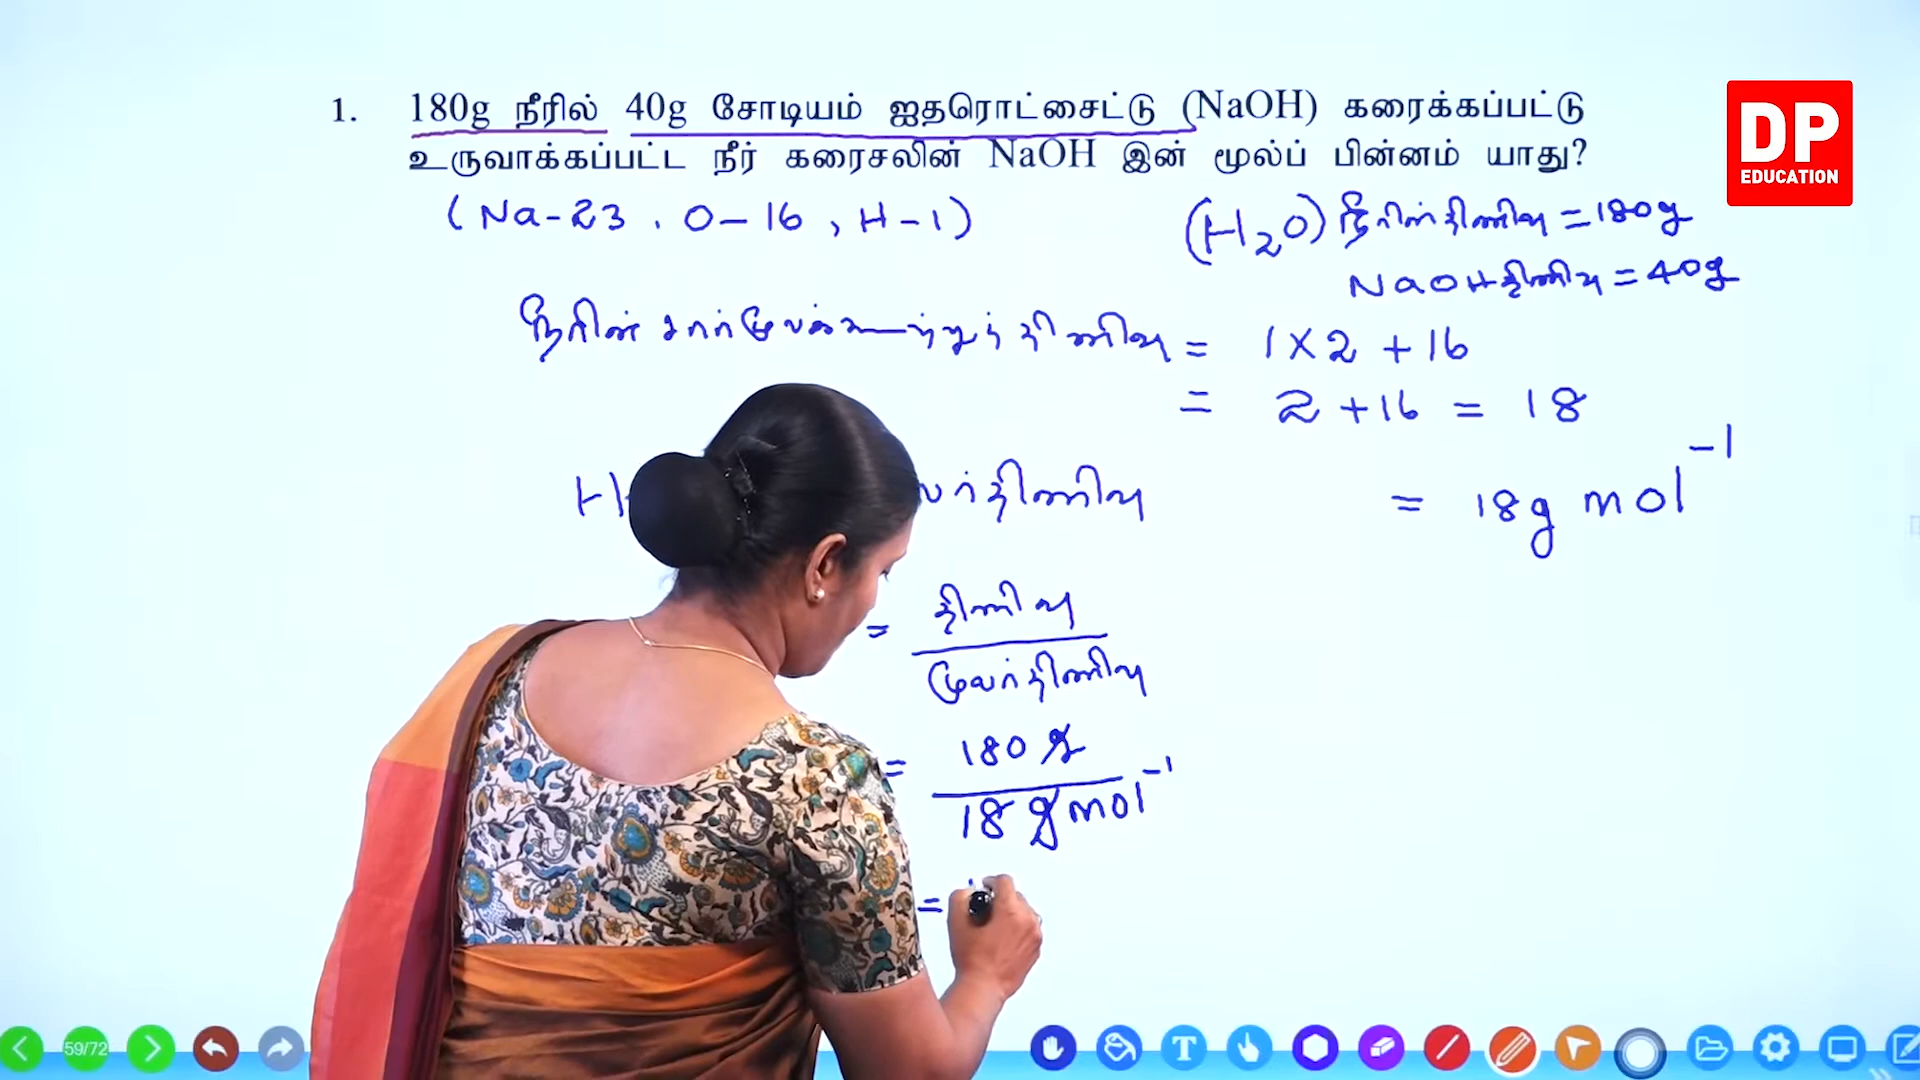 DP
EDUCATION
1. 180g நீரில் 40g சோடியம் ஐதரொட்சைட்டு (NaOH) கரைக்கப்பட்டு
உருவாக்கப்பட்ட நீர் கரைசலின் NaOH இன் மூல்ப் பின்னம் யாது?
(Na-23, O-16, H-1)
(H₂O) நீரின் திணிவு = 180g
NaOH திணிவு = 40g
நீரின் சார்மூலக்கூற்றுத் திணிவு = 1×2 + 16
= 2 + 16 = 18
H லர்திணிவு = 18g mol⁻¹
= திணிவு
மூலர்திணிவு
= 180 g
18 g mol⁻¹
=
59/72